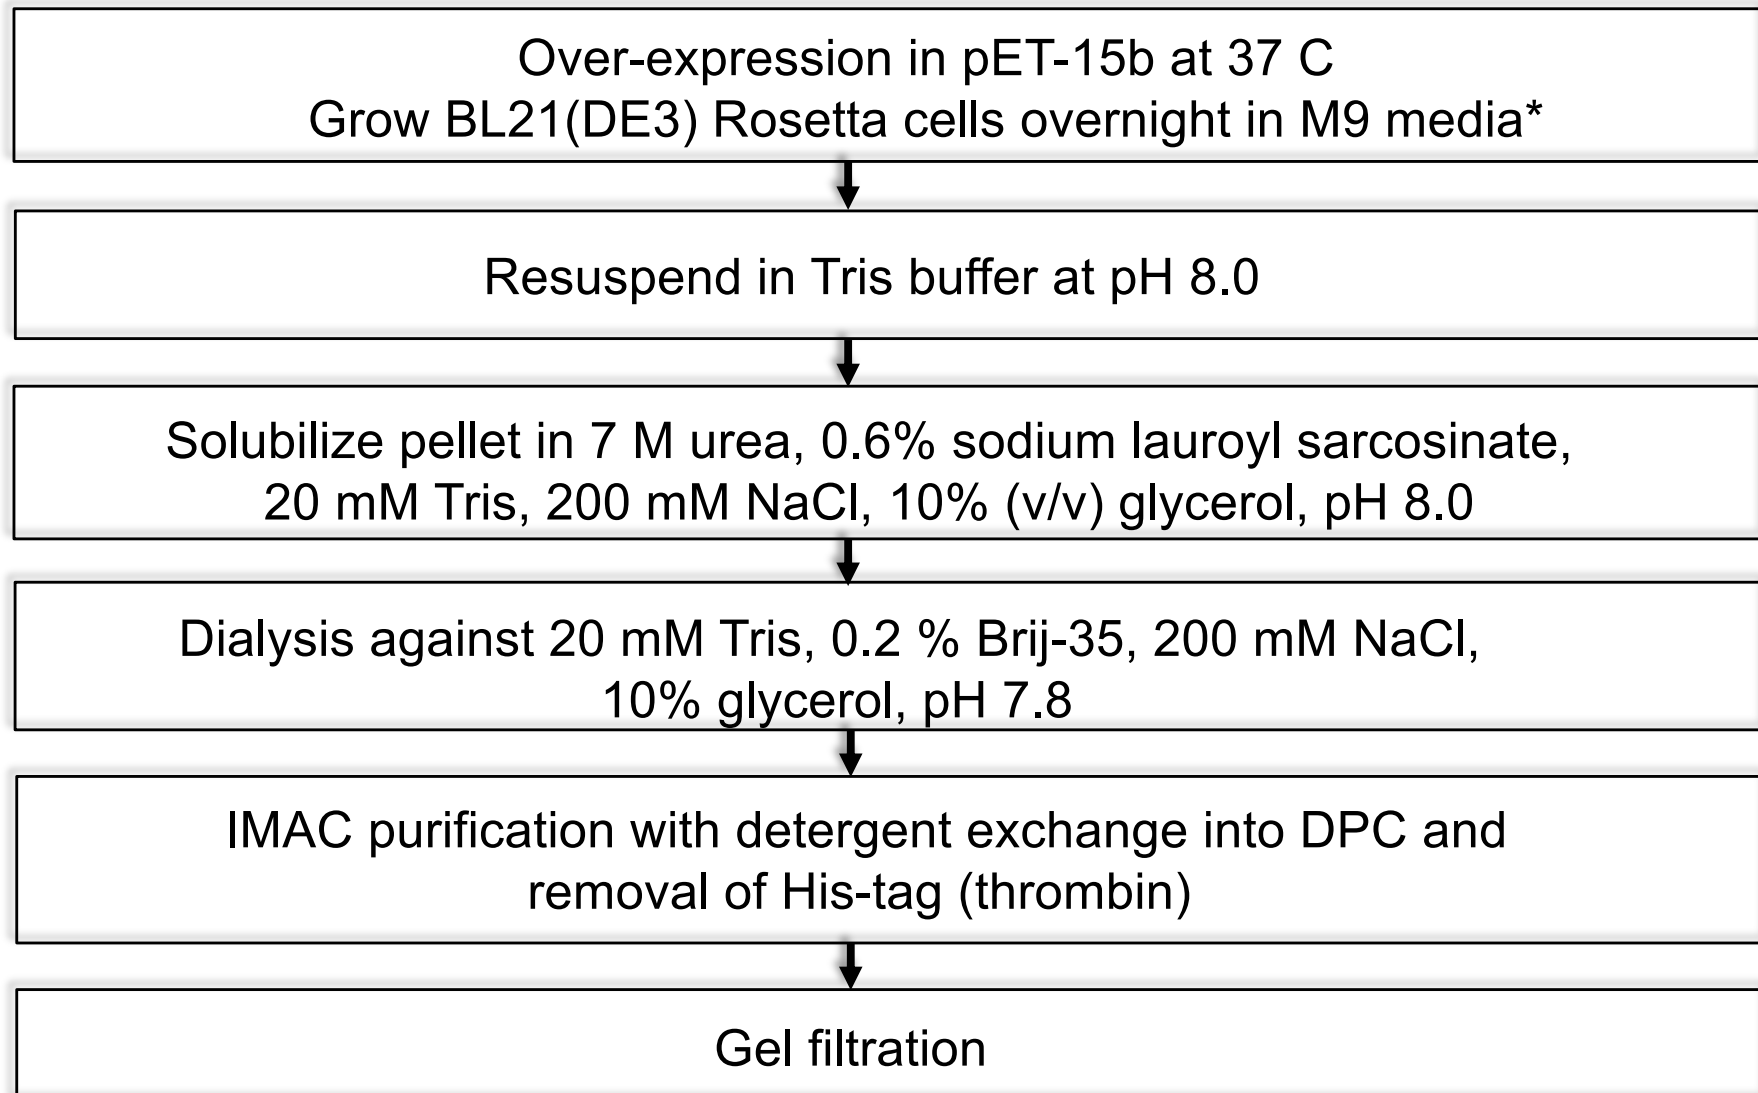 Over-expression in pET-15b at 37 C
Grow BL21(DE3) Rosetta cells overnight in M9 media*
Resuspend in Tris buffer at pH 8.0
Solubilize pellet in 7 M urea, 0.6% sodium lauroyl sarcosinate,
20 mM Tris, 200 mM NaCl, 10% (v/v) glycerol, pH 8.0
Dialysis against 20 mM Tris, 0.2 % Brij-35, 200 mM NaCl,
10% glycerol, pH 7.8
IMAC purification with detergent exchange into DPC and
removal of His-tag (thrombin)
Gel filtration